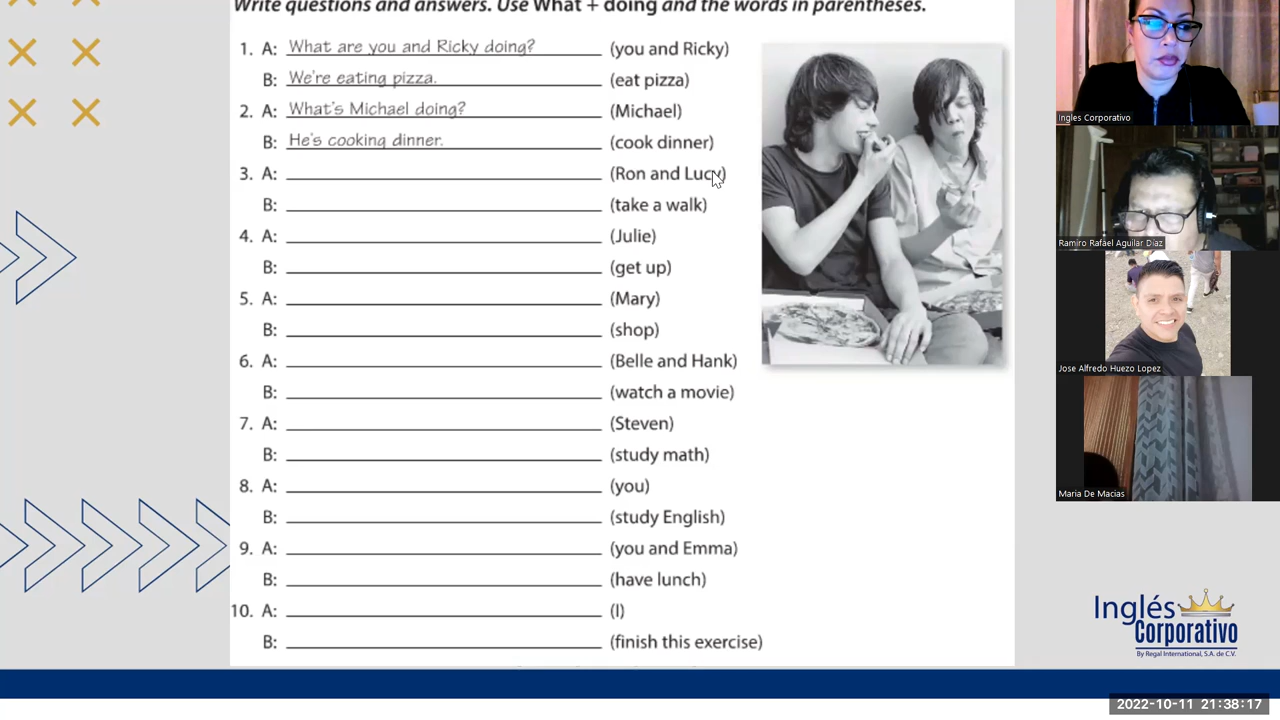 Write questions and answers. Use What + doing and the words in parentheses.
1. A: What are you and Ricky doing? (you and Ricky)
B: We're eating pizza. (eat pizza)
2. A: What's Michael doing? (Michael)
B: He's cooking dinner. (cook dinner)
3. A: (Ron and Lucy)
B: (take a walk)
4. A: (Julie)
B: (get up)
5. A: (Mary)
B: (shop)
6. A: (Belle and Hank)
B: (watch a movie)
7. A: (Steven)
B: (study math)
8. A: (you)
B: (study English)
9. A: (you and Emma)
B: (have lunch)
10. A: (I)
B: (finish this exercise)
Ingles Corporativo
Ramiro Rafael Aguilar Diaz
Jose Alfredo Huezo Lopez
Maria De Macias
Inglés
Corporativo
By Regal International, S.A. de C.V.
2022-10-11 21:38:17